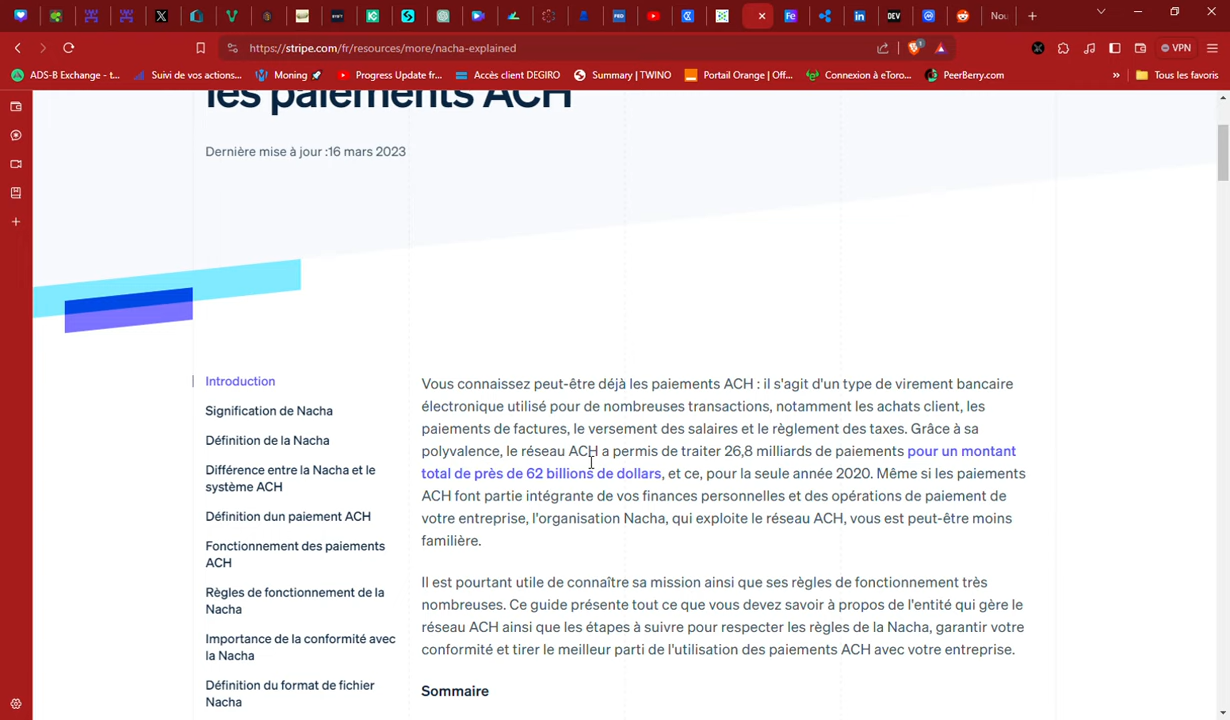 FED
DEV
Fe
in
Nou
https://stripe.com/fr/resources/more/nacha-explained
VPN
ADS-B Exchange - t...
Suivi de vos actions...
Moning 🚀
Progress Update fr...
Accès client DEGIRO
Summary | TWINO
Portail Orange | Off...
Connexion à eToro...
PeerBerry.com
»
Tous les favoris
les paiements ACH
Dernière mise à jour :16 mars 2023
Introduction
Signification de Nacha
Définition de la Nacha
Différence entre la Nacha et le
système ACH
Définition dun paiement ACH
Fonctionnement des paiements
ACH
Règles de fonctionnement de la
Nacha
Importance de la conformité avec
la Nacha
Définition du format de fichier
Nacha
Vous connaissez peut-être déjà les paiements ACH : il s'agit d'un type de virement bancaire
électronique utilisé pour de nombreuses transactions, notamment les achats client, les
paiements de factures, le versement des salaires et le règlement des taxes. Grâce à sa
polyvalence, le réseau ACH a permis de traiter 26,8 milliards de paiements pour un montant
total de près de 62 billions de dollars, et ce, pour la seule année 2020. Même si les paiements
ACH font partie intégrante de vos finances personnelles et des opérations de paiement de
votre entreprise, l'organisation Nacha, qui exploite le réseau ACH, vous est peut-être moins
familière.
Il est pourtant utile de connaître sa mission ainsi que ses règles de fonctionnement très
nombreuses. Ce guide présente tout ce que vous devez savoir à propos de l'entité qui gère le
réseau ACH ainsi que les étapes à suivre pour respecter les règles de la Nacha, garantir votre
conformité et tirer le meilleur parti de l'utilisation des paiements ACH avec votre entreprise.
Sommaire